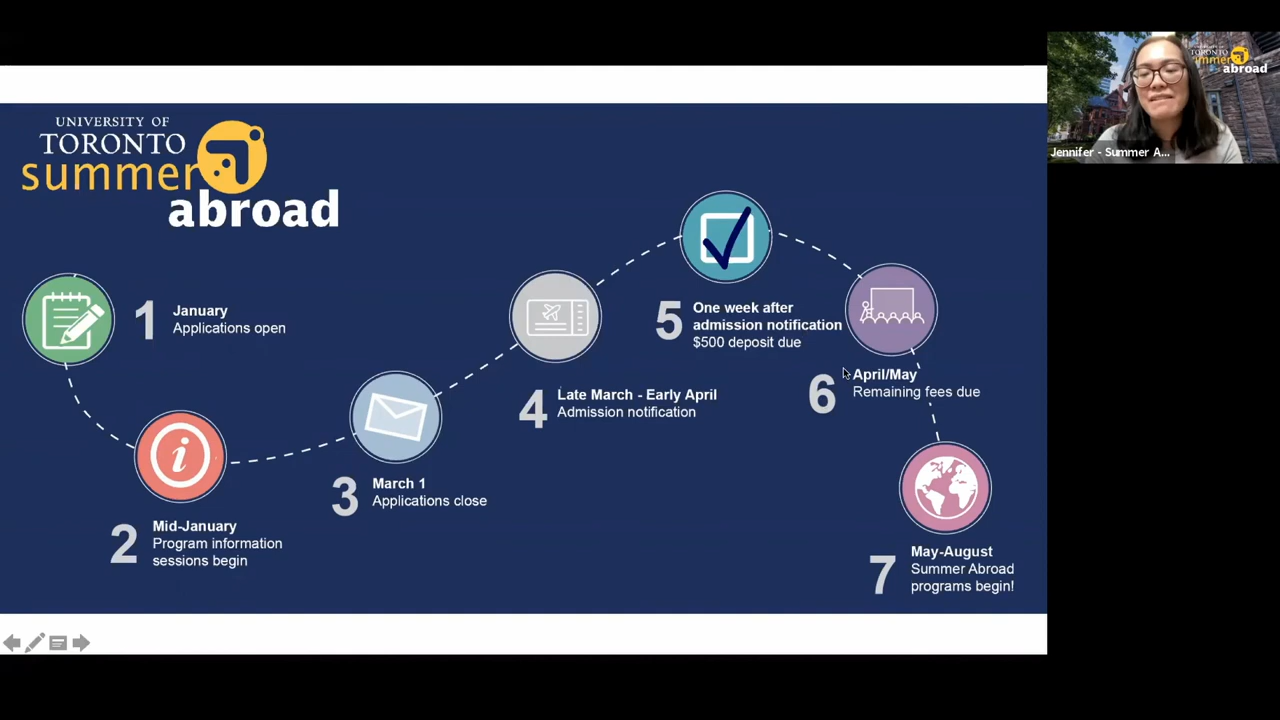 UNIVERSITY OF
TORONTO
summer
abroad
1
January
Applications open
2
Mid-January
Program information
sessions begin
3
March 1
Applications close
4
Late March - Early April
Admission notification
5
One week after
admission notification
$500 deposit due
6
April/May
Remaining fees due
7
May-August
Summer Abroad
programs begin!
TORONTO
abroad
Jennifer - Summer A...